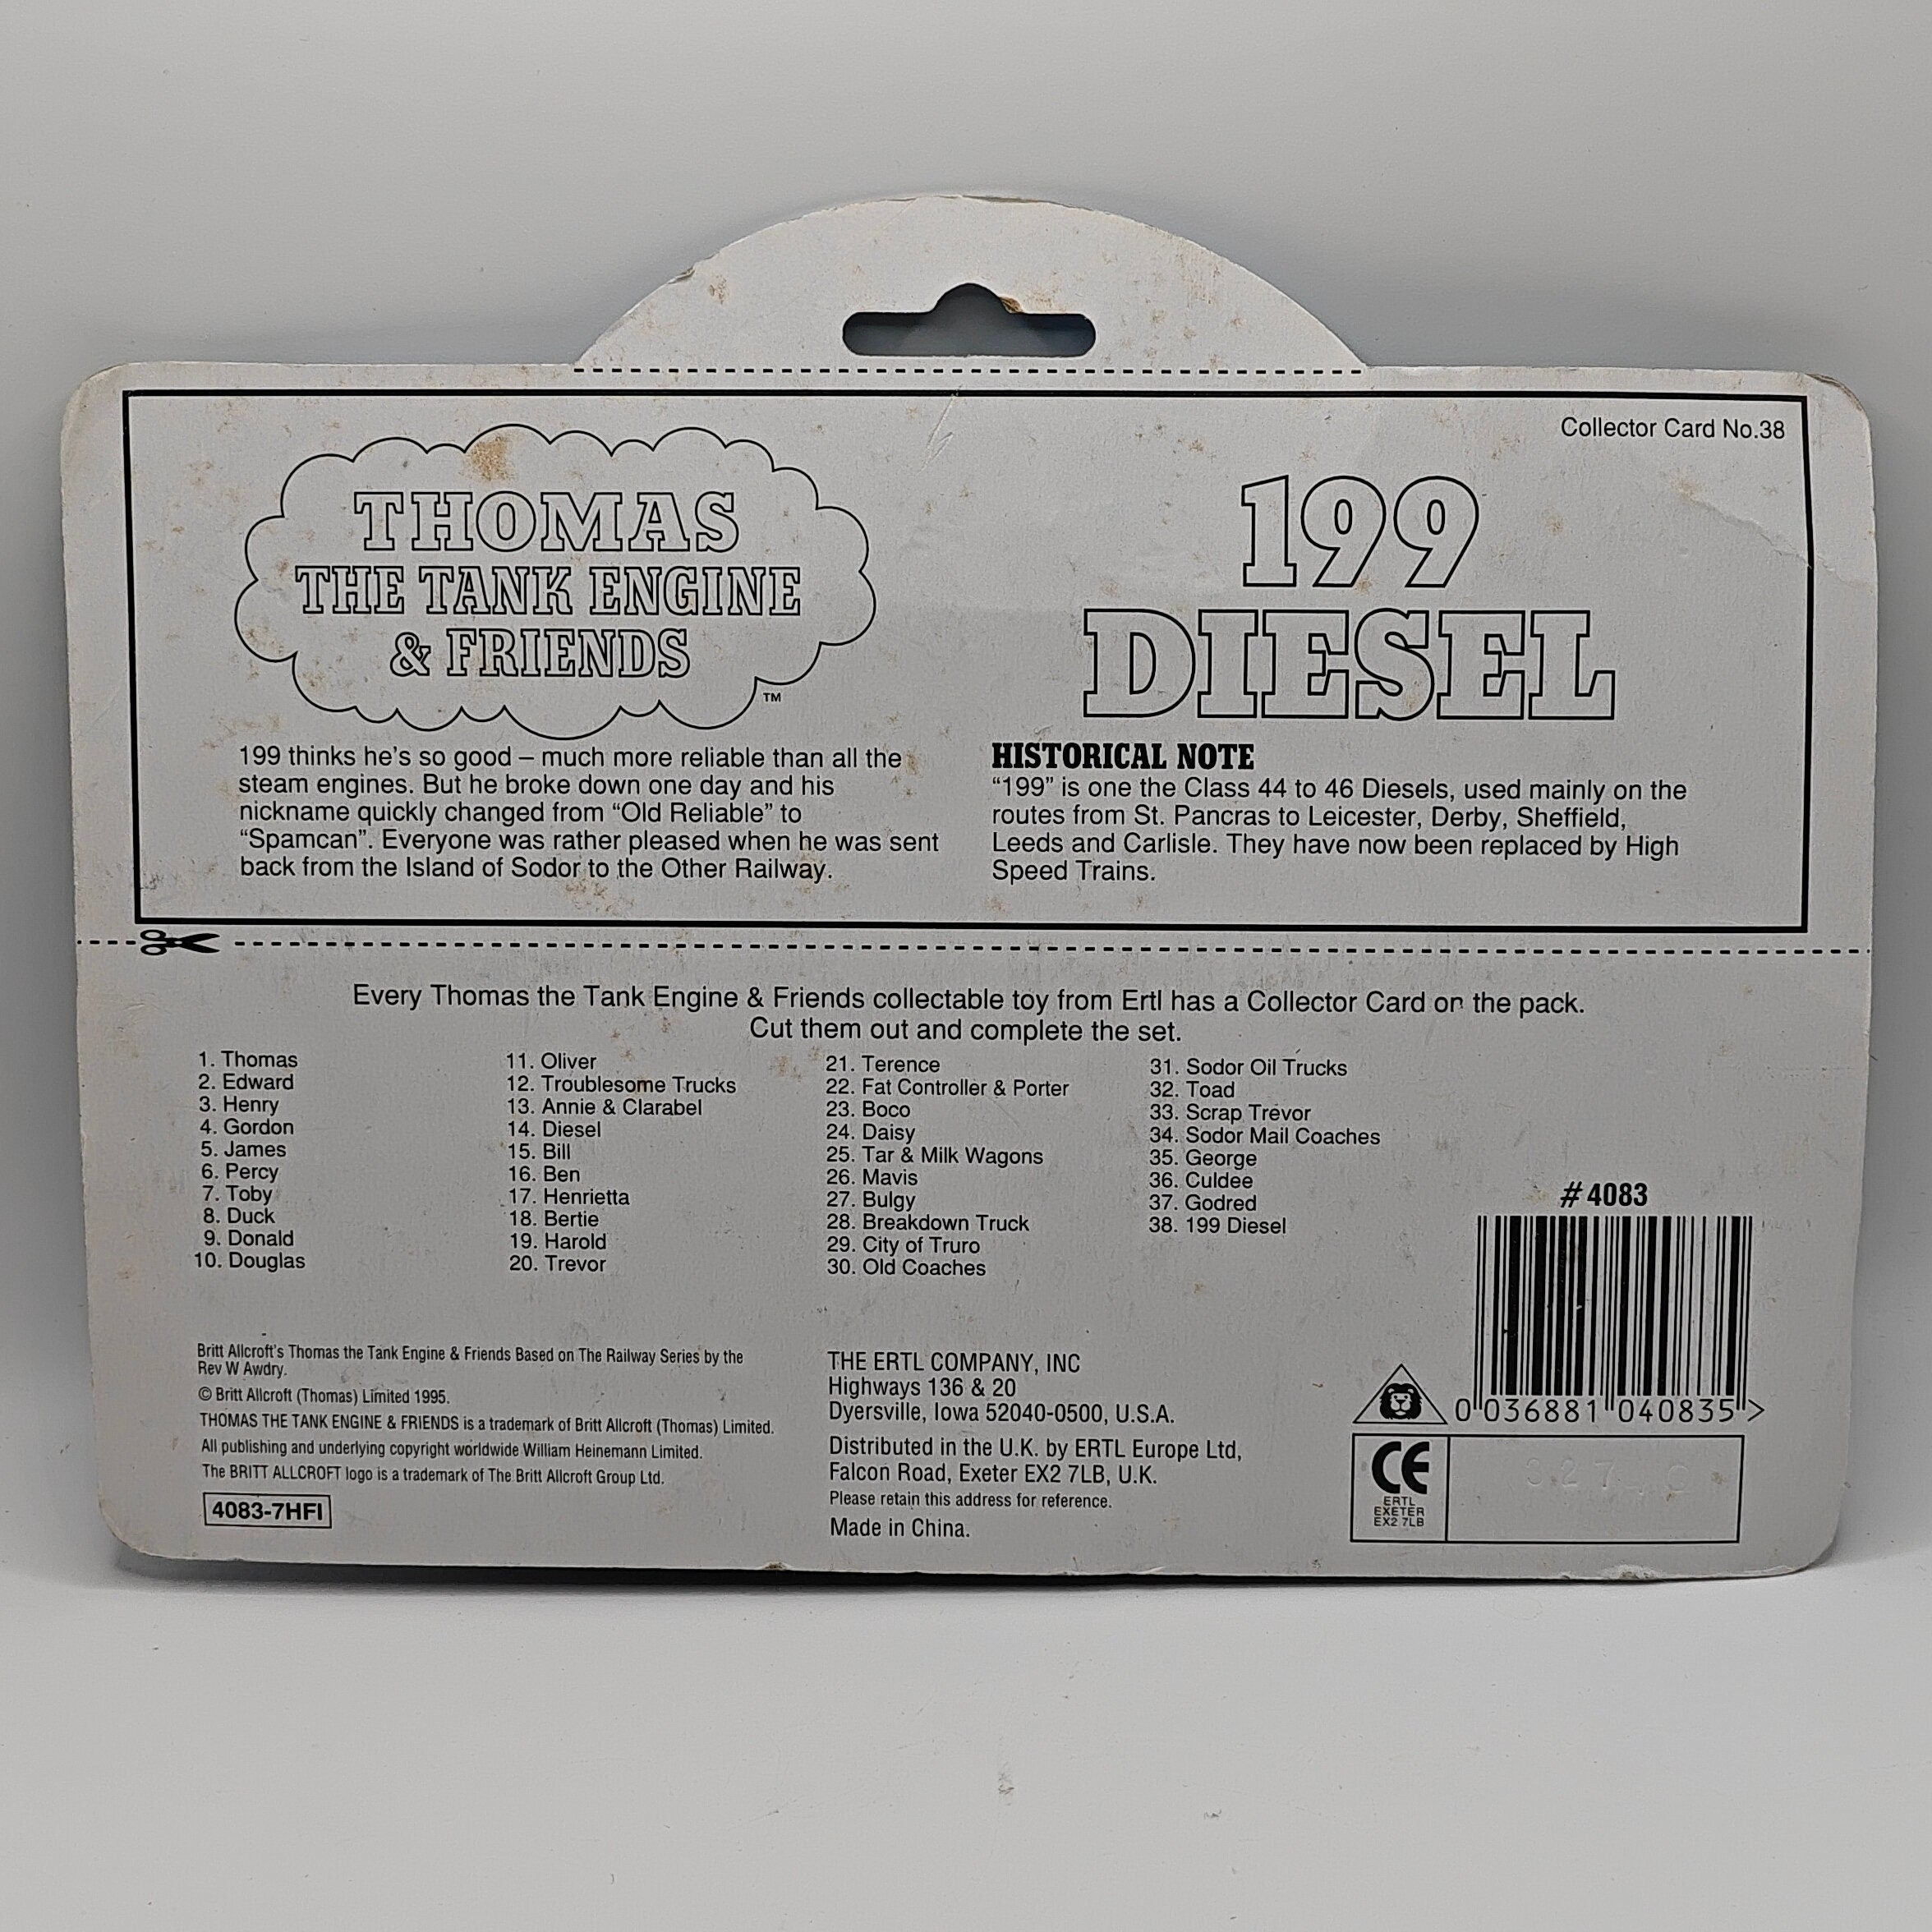 Collector Card No.38
THOMAS
THE TANK ENGINE
& FRIENDS
TM
199 thinks he's so good – much more reliable than all the
steam engines. But he broke down one day and his
nickname quickly changed from “Old Reliable” to
“Spamcan”. Everyone was rather pleased when he was sent
back from the Island of Sodor to the Other Railway.
199
DIESEL
HISTORICAL NOTE
“199” is one the Class 44 to 46 Diesels, used mainly on the
routes from St. Pancras to Leicester, Derby, Sheffield,
Leeds and Carlisle. They have now been replaced by High
Speed Trains.
Every Thomas the Tank Engine & Friends collectable toy from Ertl has a Collector Card on the pack.
Cut them out and complete the set.
1. Thomas
2. Edward
3. Henry
4. Gordon
5. James
6. Percy
7. Toby
8. Duck
9. Donald
10. Douglas
11. Oliver
12. Troublesome Trucks
13. Annie & Clarabel
14. Diesel
15. Bill
16. Ben
17. Henrietta
18. Bertie
19. Harold
20. Trevor
21. Terence
22. Fat Controller & Porter
23. Boco
24. Daisy
25. Tar & Milk Wagons
26. Mavis
27. Bulgy
28. Breakdown Truck
29. City of Truro
30. Old Coaches
31. Sodor Oil Trucks
32. Toad
33. Scrap Trevor
34. Sodor Mail Coaches
35. George
36. Culdee
37. Godred
38. 199 Diesel
Britt Allcroft's Thomas the Tank Engine & Friends Based on The Railway Series by the
Rev W Awdry.
© Britt Allcroft (Thomas) Limited 1995.
THOMAS THE TANK ENGINE & FRIENDS is a trademark of Britt Allcroft (Thomas) Limited.
All publishing and underlying copyright worldwide William Heinemann Limited.
The BRITT ALLCROFT logo is a trademark of The Britt Allcroft Group Ltd.
4083-7HFI
THE ERTL COMPANY, INC
Highways 136 & 20
Dyersville, Iowa 52040-0500, U.S.A.
Distributed in the U.K. by ERTL Europe Ltd,
Falcon Road, Exeter EX2 7LB, U.K.
Please retain this address for reference.
Made in China.
#4083
0 036881 040835 >
CE
ERTL
EXETER
EX2 7LB
327 C